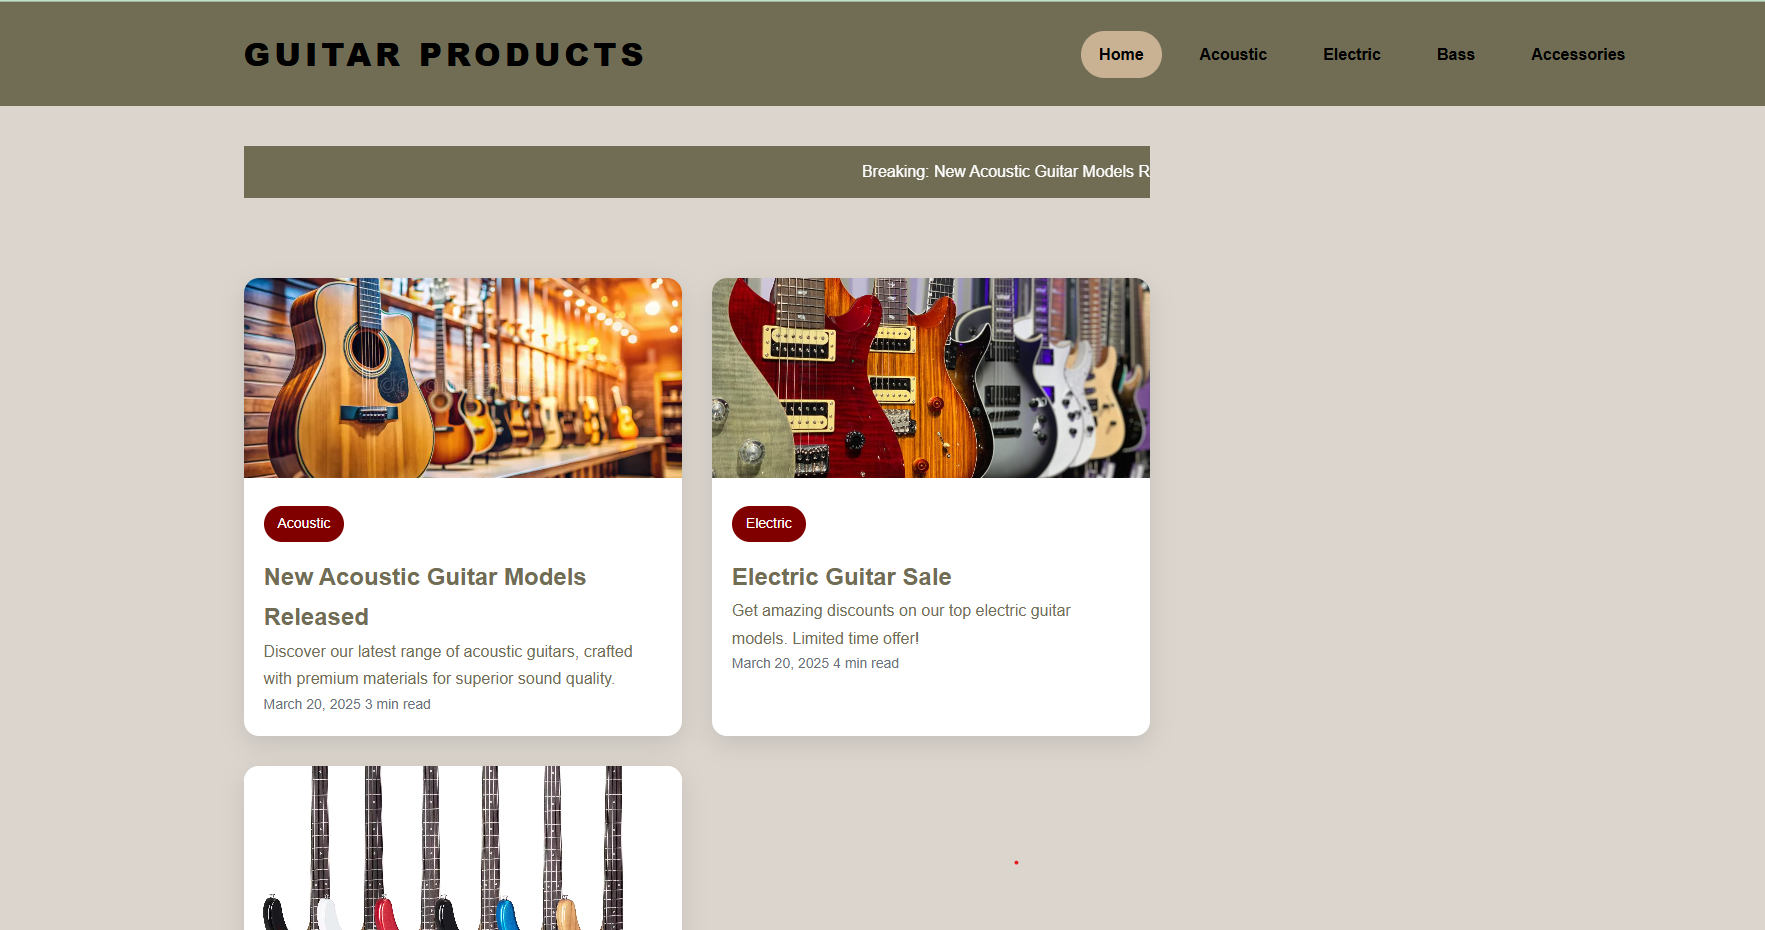 GUITAR PRODUCTS
Home Acoustic Electric Bass Accessories
Breaking: New Acoustic Guitar Models R
Acoustic
New Acoustic Guitar Models
Released
Discover our latest range of acoustic guitars, crafted
with premium materials for superior sound quality.
March 20, 2025 3 min read
Electric
Electric Guitar Sale
Get amazing discounts on our top electric guitar
models. Limited time offer!
March 20, 2025 4 min read